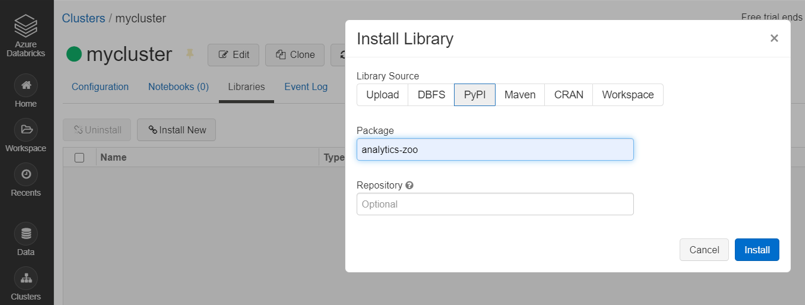 Azure
Databricks
Home
Workspace
Recents
Data
Clusters
Clusters / mycluster
Free trial ends
mycluster
Edit
Clone
Configuration
Notebooks (0)
Libraries
Event Log
Uninstall
Install New
Name
Type
Install Library
×
Library Source
Upload
DBFS
PyPI
Maven
CRAN
Workspace
Package
analytics-zoo
Repository ?
Optional
Cancel
Install